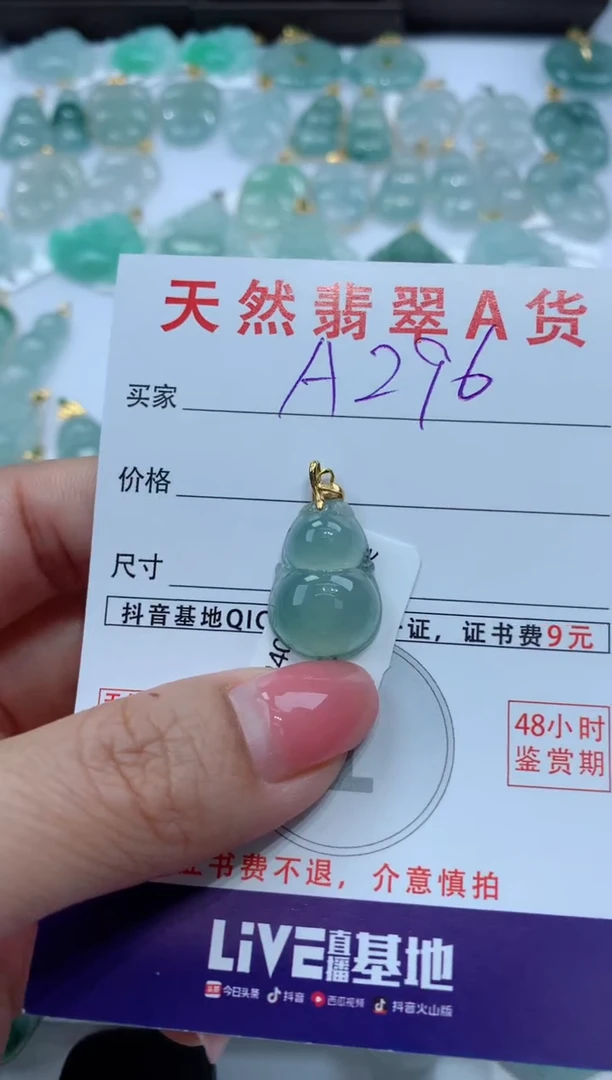 天然翡翠A货
买家 A296
价格
尺寸
抖音基地QIC 证，证书费9元
48小时
鉴赏期
证书费不退，介意慎拍
LiVE直播基地
今日头条 抖音 西瓜视频 抖音火山版